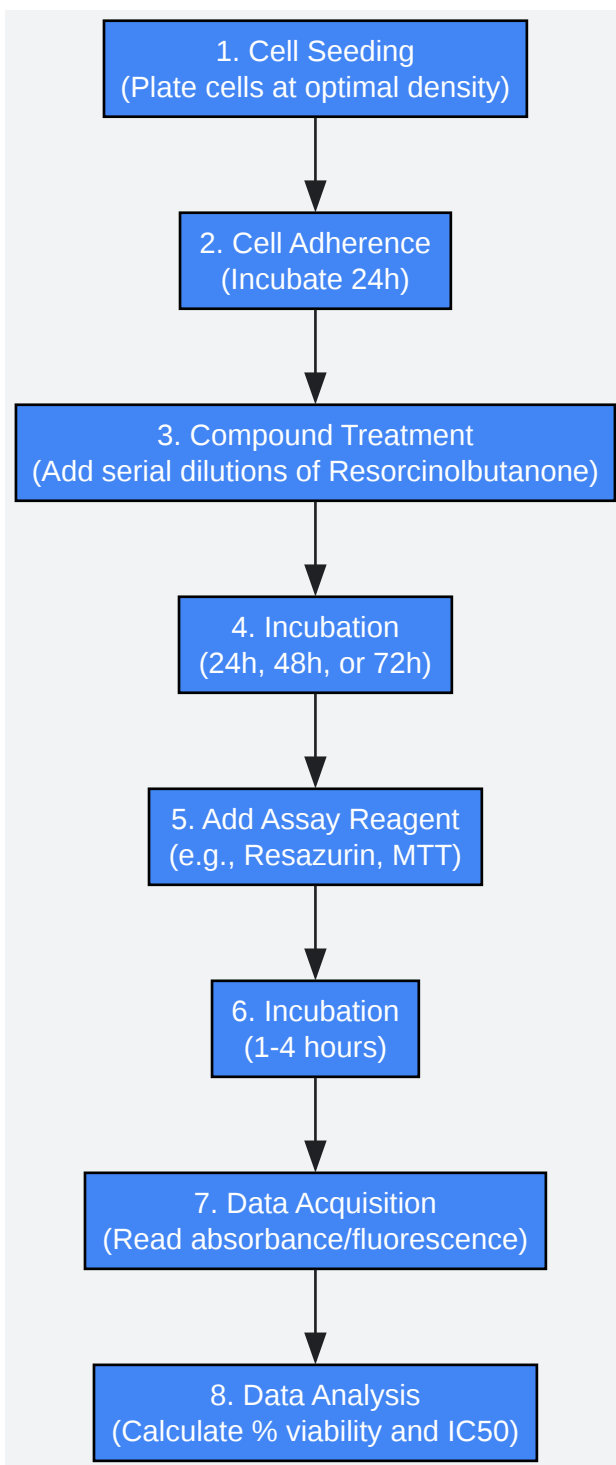 1. Cell Seeding
(Plate cells at optimal density)
2. Cell Adherence
(Incubate 24h)
3. Compound Treatment
(Add serial dilutions of Resorcinolbutanone)
4. Incubation
(24h, 48h, or 72h)
5. Add Assay Reagent
(e.g., Resazurin, MTT)
6. Incubation
(1-4 hours)
7. Data Acquisition
(Read absorbance/fluorescence)
8. Data Analysis
(Calculate % viability and IC50)